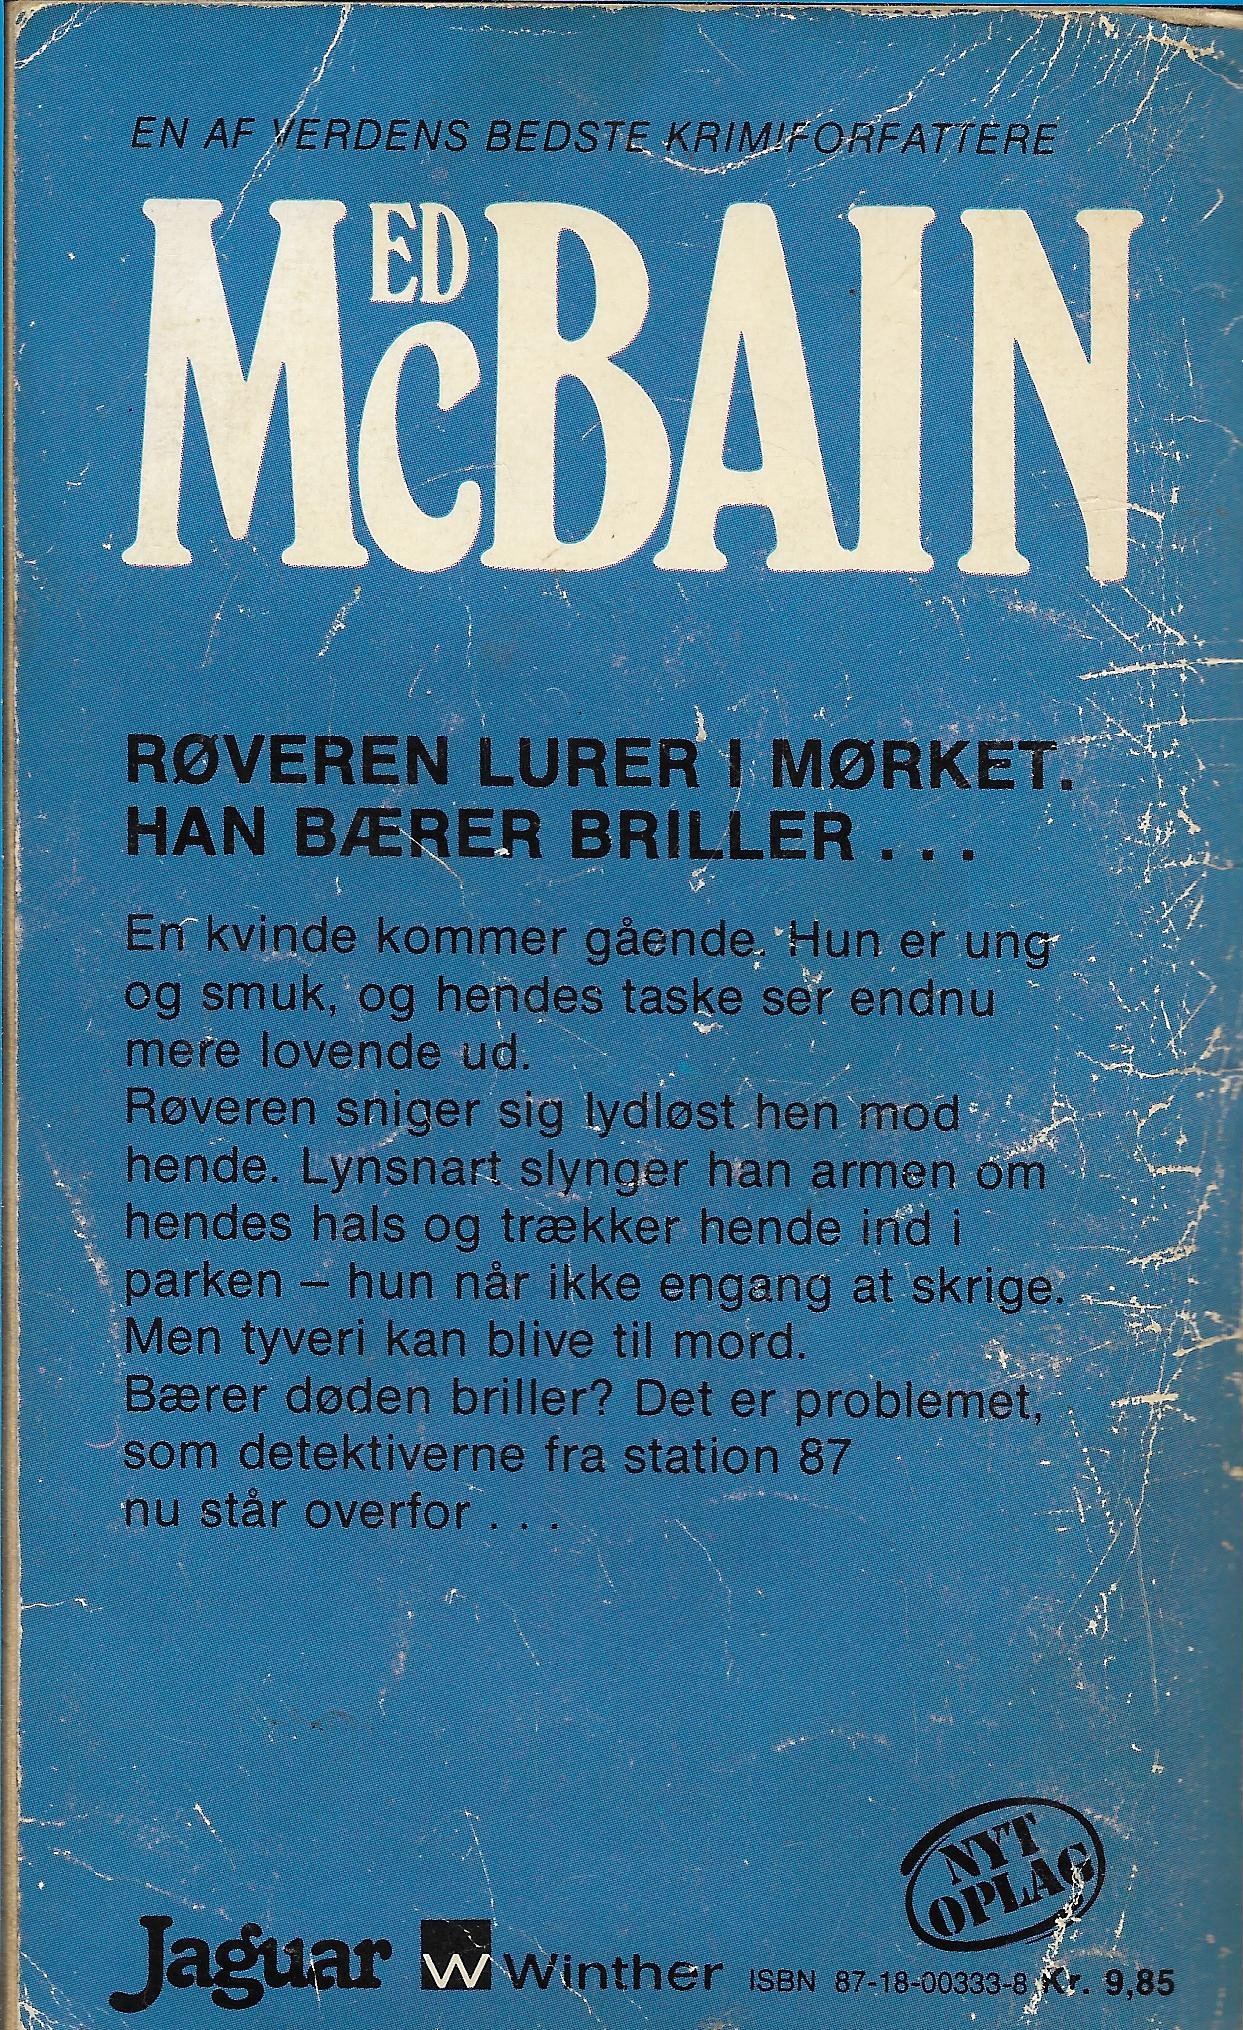 EN AF VERDENS BEDSTE KRIMIFORFATTERE
ED
McBAIN
RØVEREN LURER I MØRKET.
HAN BÆRER BRILLER . . .
En kvinde kommer gående. Hun er ung
og smuk, og hendes taske ser endnu
mere lovende ud.
Røveren sniger sig lydløst hen mod
hende. Lynsnart slynger han armen om
hendes hals og trækker hende ind i
parken – hun når ikke engang at skrige.
Men tyveri kan blive til mord.
Bærer døden briller? Det er problemet,
som detektiverne fra station 87
nu står overfor . . .
NYT
OPLAG
Jaguar W Winther ISBN 87-18-00333-8 Kr. 9,85